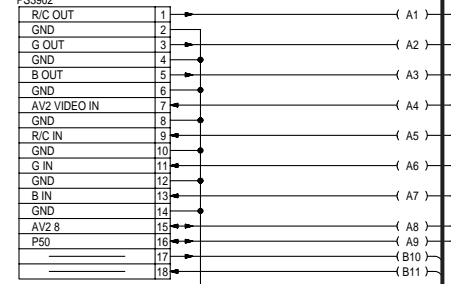 PS3902
R/C OUT 1 A1
GND 2
G OUT 3 A2
GND 4
B OUT 5 A3
GND 6
AV2 VIDEO IN 7 A4
GND 8
R/C IN 9 A5
GND 10
G IN 11 A6
GND 12
B IN 13 A7
GND 14
AV2 8 15 A8
P50 16 A9
17 B10
18 B11